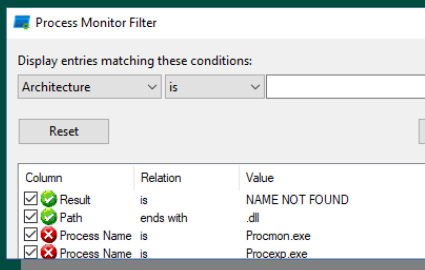 Process Monitor Filter
Display entries matching these conditions:
Architecture is
Reset
Column Relation Value
Result is NAME NOT FOUND
Path ends with .dll
Process Name is Procmon.exe
Process Name is Procexp.exe